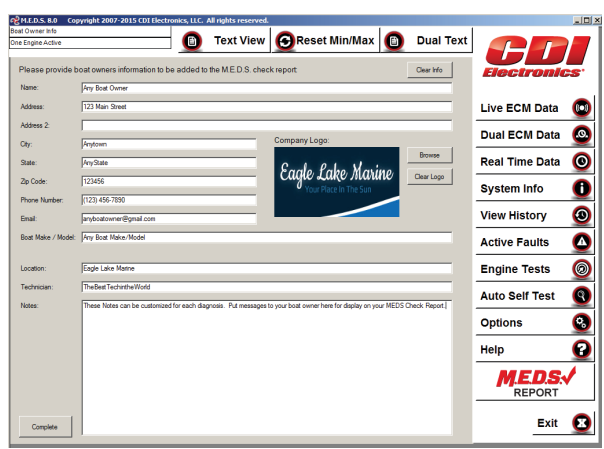 M.E.D.S. 8.0 Copyright 2007-2015 CDI Electronics, LLC. All rights reserved.
Boat Owner Info
One Engine Active
Text View
Reset Min/Max
Dual Text
CDI
Electronics
Please provide boat owners information to be added to the M.E.D.S. check report
Clear Info
Name: Any Boat Owner
Address: 123 Main Street
Address 2:
City: Anytown
State: AnyState
Zip Code: 123456
Phone Number: (123) 456-7890
Email: anyboatowner@gmail.com
Company Logo:
Eagle Lake Marine
Your Place In The Sun
Browse
Clear Logo
Boat Make / Model: Any Boat Make/Model
Location: Eagle Lake Marine
Technician: TheBestTechintheWorld
Notes: These Notes can be customized for each diagnosis. Put messages to your boat owner here for display on your MEDS Check Report.
Complete
Live ECM Data
Dual ECM Data
Real Time Data
System Info
View History
Active Faults
Engine Tests
Auto Self Test
Options
Help
M.E.D.S.
REPORT
Exit